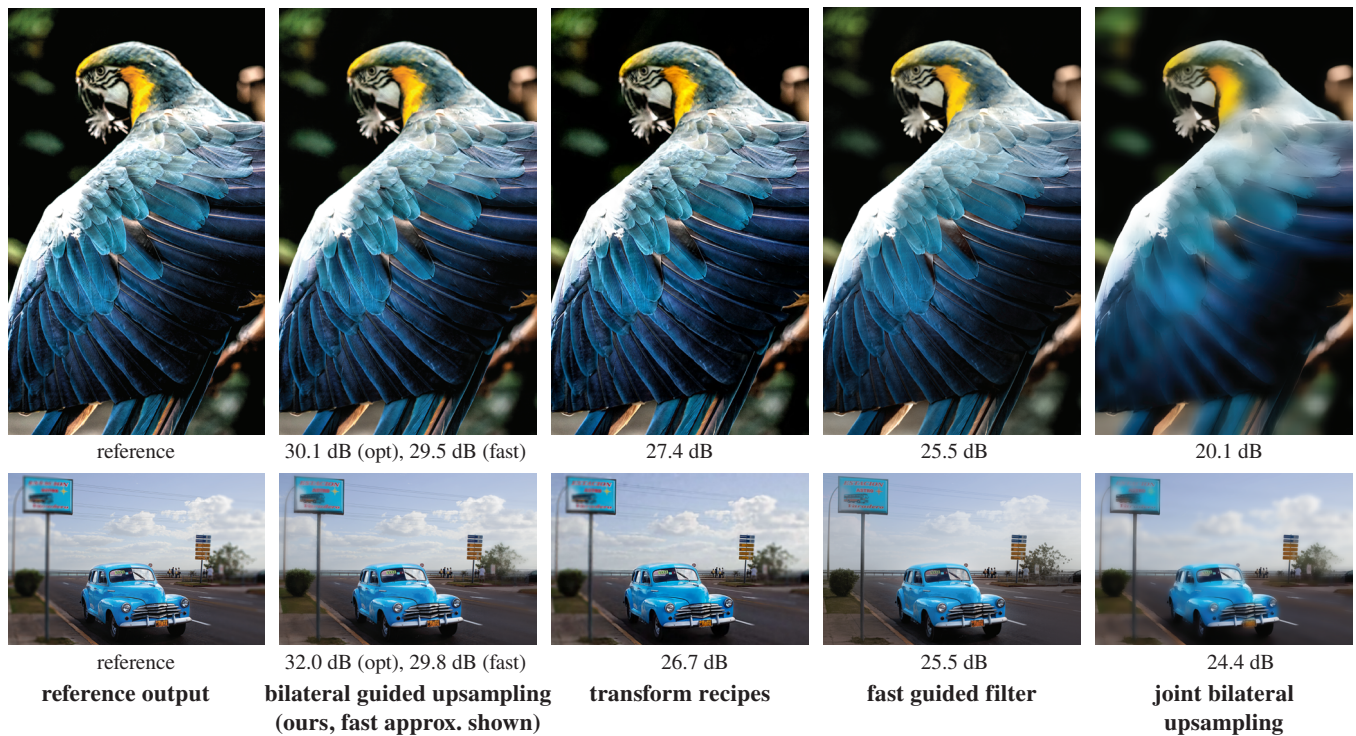 reference
30.1 dB (opt), 29.5 dB (fast)
27.4 dB
25.5 dB
20.1 dB
reference
32.0 dB (opt), 29.8 dB (fast)
26.7 dB
25.5 dB
24.4 dB
reference output
bilateral guided upsampling
(ours, fast approx. shown)
transform recipes
fast guided filter
joint bilateral
upsampling